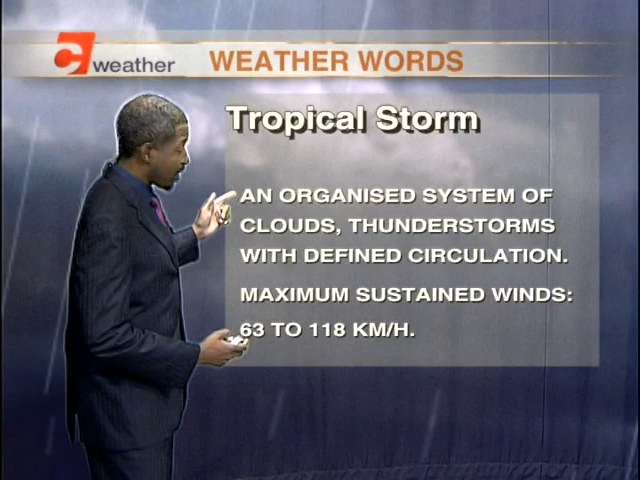 weather WEATHER WORDS
Tropical Storm
AN ORGANISED SYSTEM OF
CLOUDS, THUNDERSTORMS
WITH DEFINED CIRCULATION.
MAXIMUM SUSTAINED WINDS:
63 TO 118 KM/H.